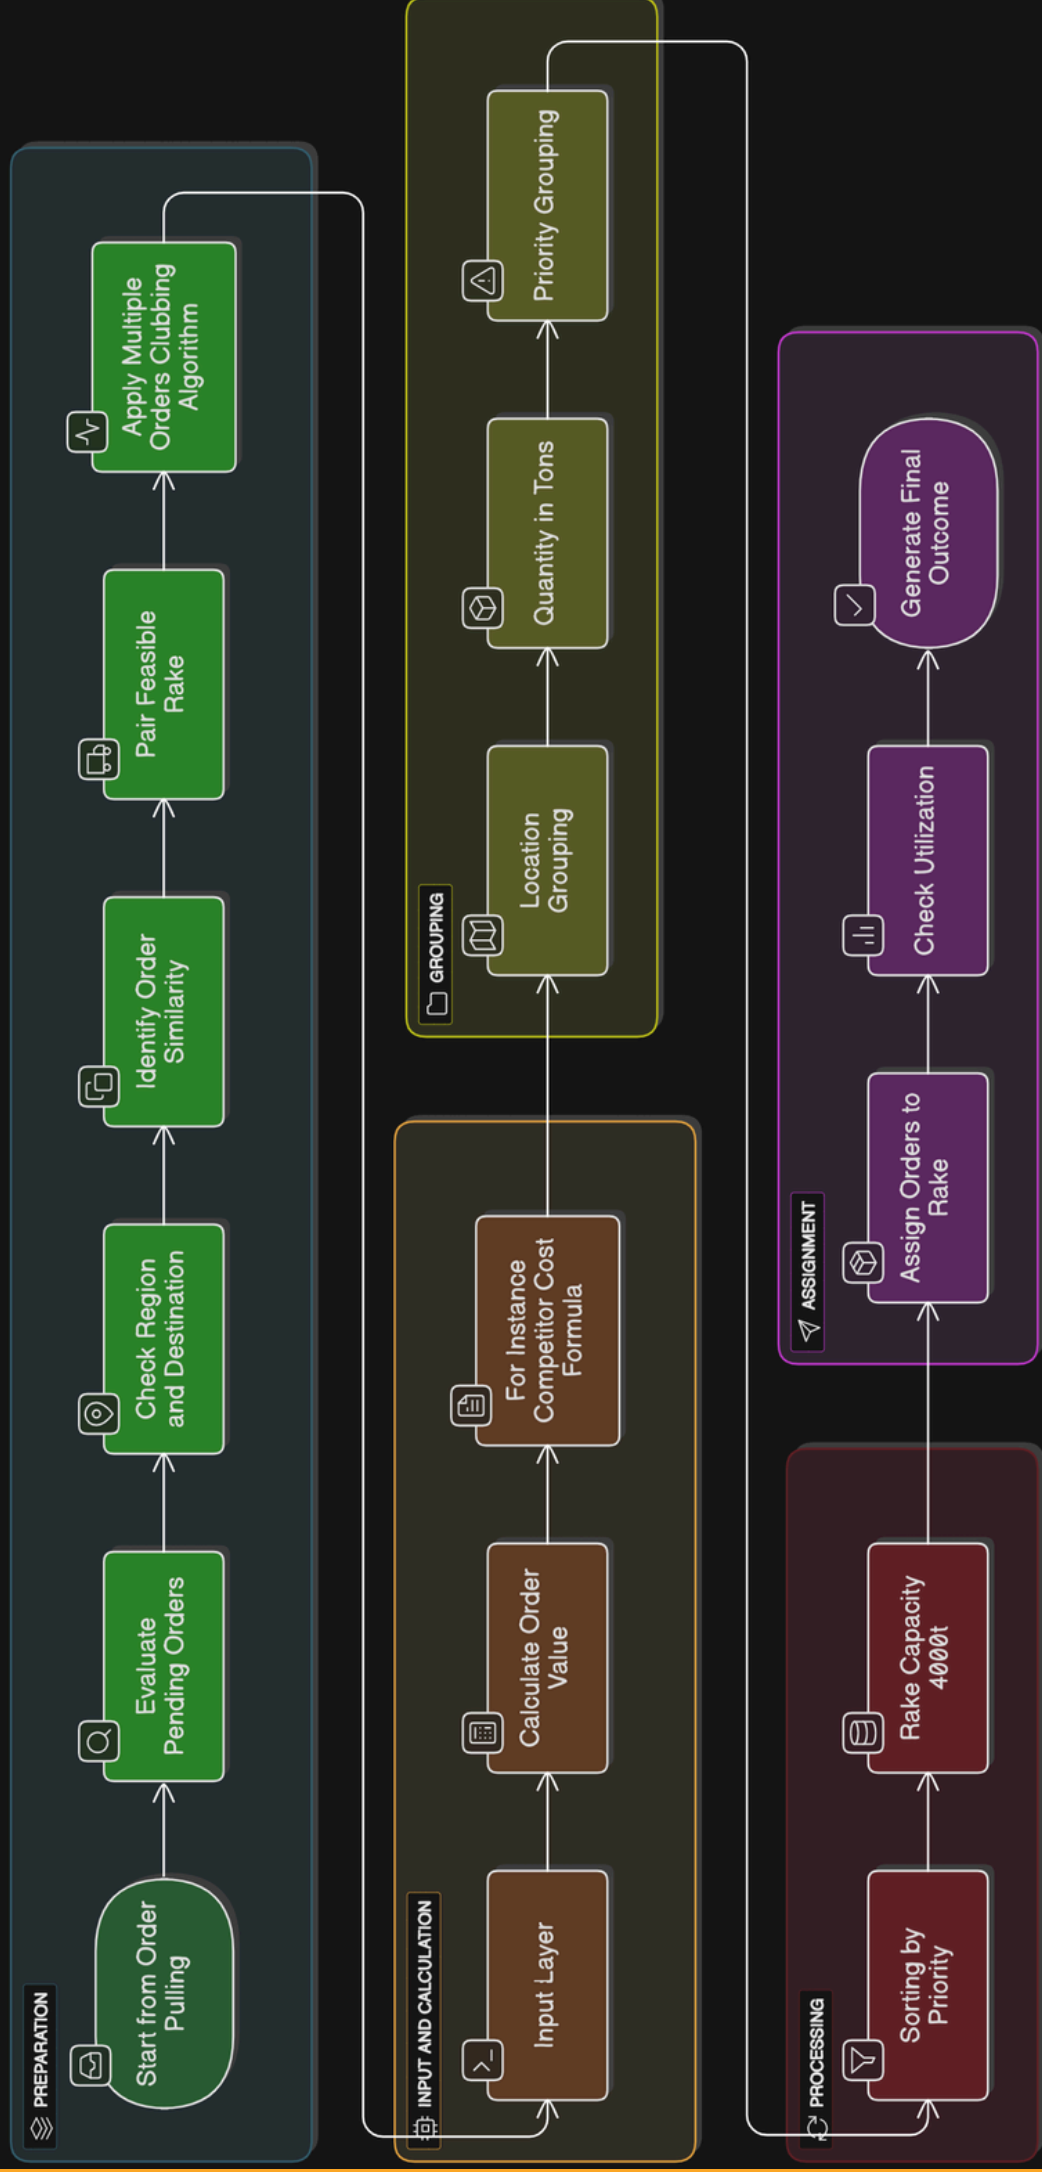 PREPARATION
Start from Order
Pulling
Evaluate
Pending Orders
Check Region
and Destination
Identify Order
Similarity
Pair Feasible
Rake
Apply Multiple
Orders Clubbing
Algorithm
INPUT AND CALCULATION
Input Layer
Calculate Order
Value
For Instance
Competitor Cost
Formula
GROUPING
Location
Grouping
Quantity in Tons
Priority Grouping
PROCESSING
Sorting by
Priority
Rake Capacity
4000t
ASSIGNMENT
Assign Orders to
Rake
Check Utilization
Generate Final
Outcome